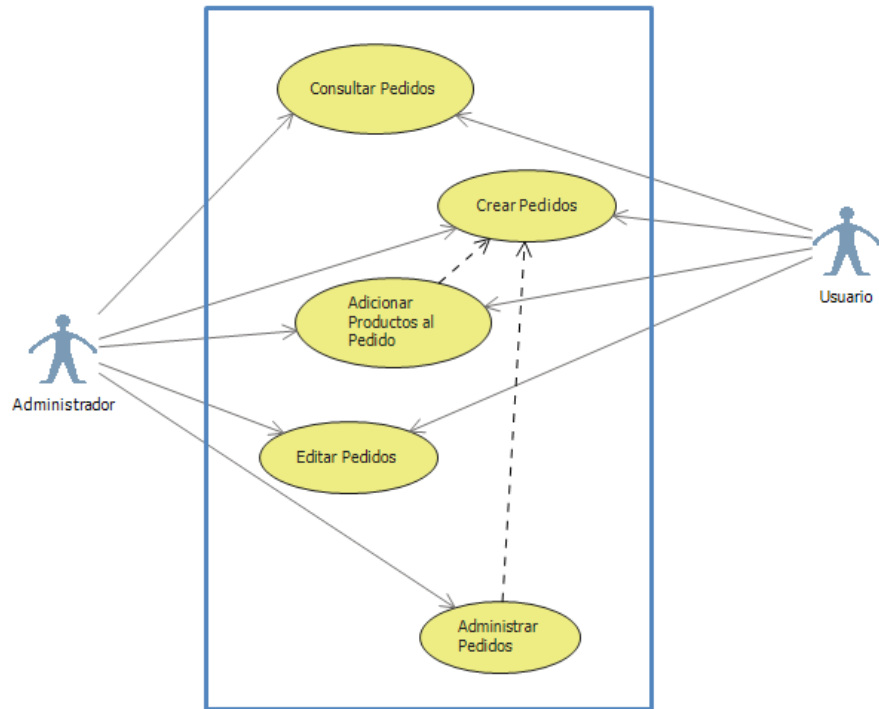 Consultar Pedidos
Crear Pedidos
Usuario
Adicionar
Productos al
Pedido
Administrador
Editar Pedidos
Administrar
Pedidos